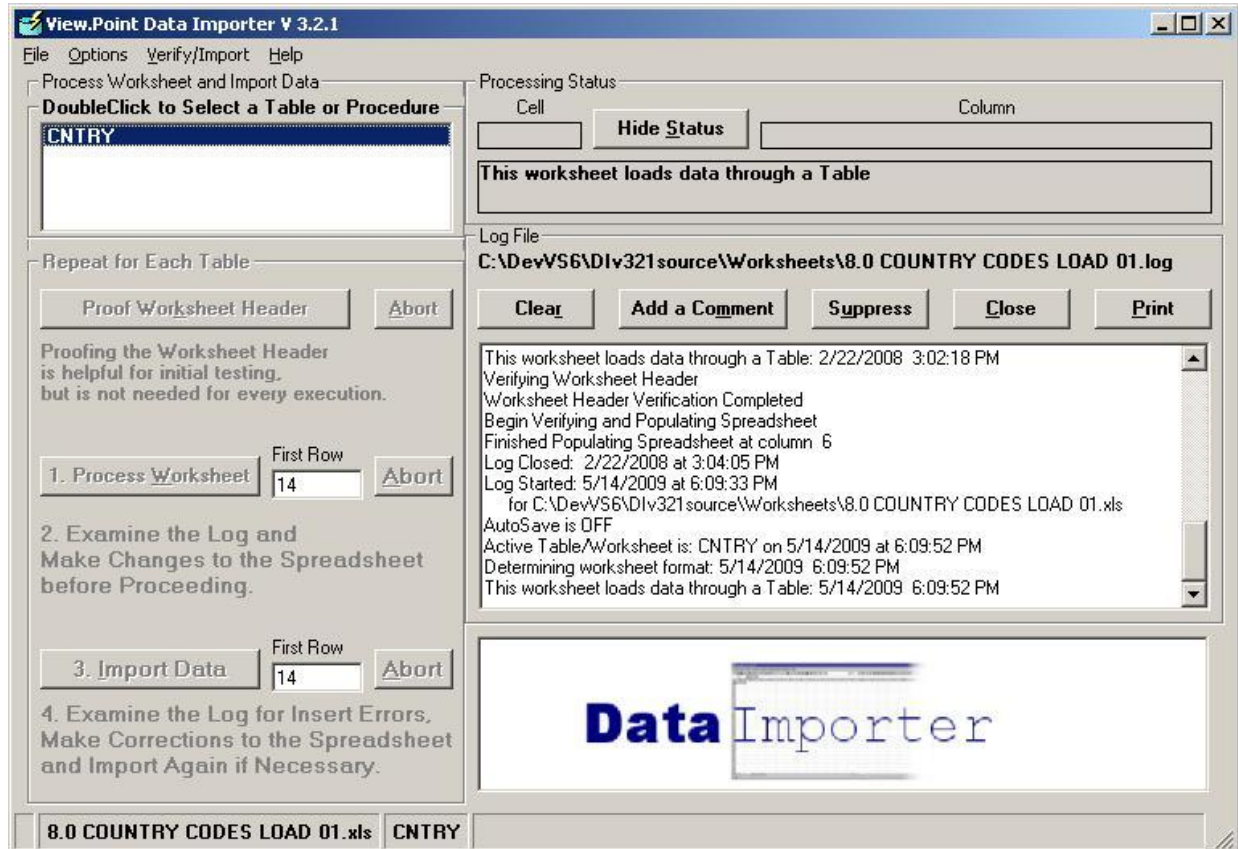 View.Point Data Importer V 3.2.1
File Options Verify/Import Help
Process Worksheet and Import Data
DoubleClick to Select a Table or Procedure
CNTRY
Repeat for Each Table
Proof Worksheet Header
Abort
Proofing the Worksheet Header
is helpful for initial testing,
but is not needed for every execution.
First Row
1. Process Worksheet
14
Abort
2. Examine the Log and
Make Changes to the Spreadsheet
before Proceeding.
First Row
3. Import Data
14
Abort
4. Examine the Log for Insert Errors,
Make Corrections to the Spreadsheet
and Import Again if Necessary.
Processing Status
Cell
Hide Status
Column
This worksheet loads data through a Table
Log File
C:\DevVS6\DIv321source\Worksheets\8.0 COUNTRY CODES LOAD 01.log
Clear
Add a Comment
Suppress
Close
Print
This worksheet loads data through a Table: 2/22/2008 3:02:18 PM
Verifying Worksheet Header
Worksheet Header Verification Completed
Begin Verifying and Populating Spreadsheet
Finished Populating Spreadsheet at column 6
Log Closed: 2/22/2008 at 3:04:05 PM
Log Started: 5/14/2009 at 6:09:33 PM
for C:\DevVS6\DIv321source\Worksheets\8.0 COUNTRY CODES LOAD 01.xls
AutoSave is OFF
Active Table/Worksheet is: CNTRY on 5/14/2009 at 6:09:52 PM
Determining worksheet format: 5/14/2009 6:09:52 PM
This worksheet loads data through a Table: 5/14/2009 6:09:52 PM
Data Importer
8.0 COUNTRY CODES LOAD 01.xls
CNTRY